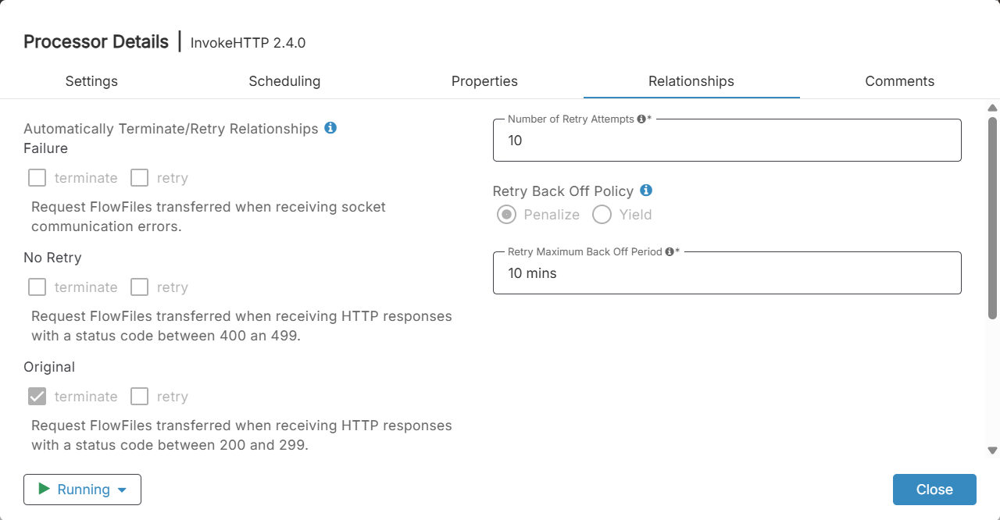 Processor Details | InvokeHTTP 2.4.0
Settings Scheduling Properties Relationships Comments
Automatically Terminate/Retry Relationships
Failure
terminate retry
Request FlowFiles transferred when receiving socket
communication errors.
No Retry
terminate retry
Request FlowFiles transferred when receiving HTTP responses
with a status code between 400 an 499.
Original
terminate retry
Request FlowFiles transferred when receiving HTTP responses
with a status code between 200 and 299.
Number of Retry Attempts *
10
Retry Back Off Policy
Penalize Yield
Retry Maximum Back Off Period *
10 mins
Running
Close